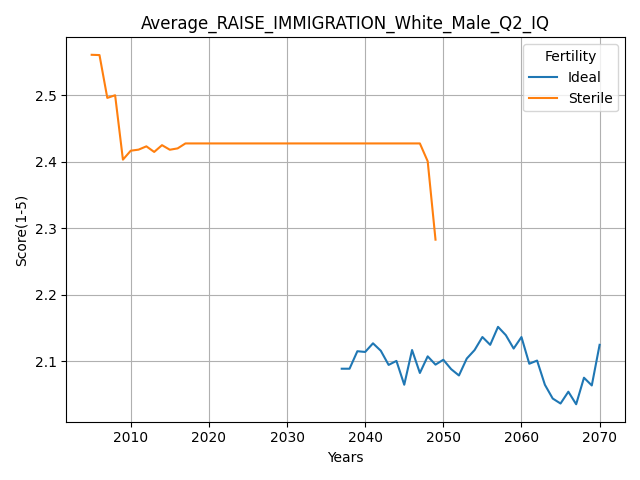 Average_RAISE_IMMIGRATION_White_Male_Q2_IQ
Fertility
Ideal
Sterile
Score(1-5)
2.5
2.4
2.3
2.2
2.1
2010 2020 2030 2040 2050 2060 2070
Years